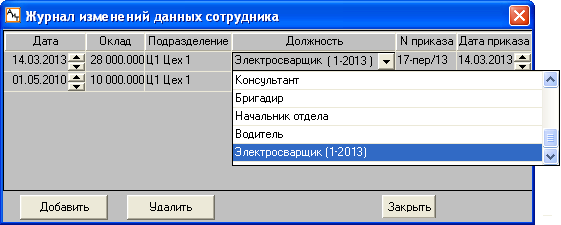 Журнал изменений данных сотрудника
Дата Оклад Подразделение Должность N приказа Дата приказа
14.03.2013 28 000.000 Ц1 Цех 1 Электросварщик (1-2013) 17-пер/13 14.03.2013
01.05.2010 10 000.000 Ц1 Цех 1
Консультант
Бригадир
Начальник отдела
Водитель
Электросварщик (1-2013)
Добавить Удалить Закрыть